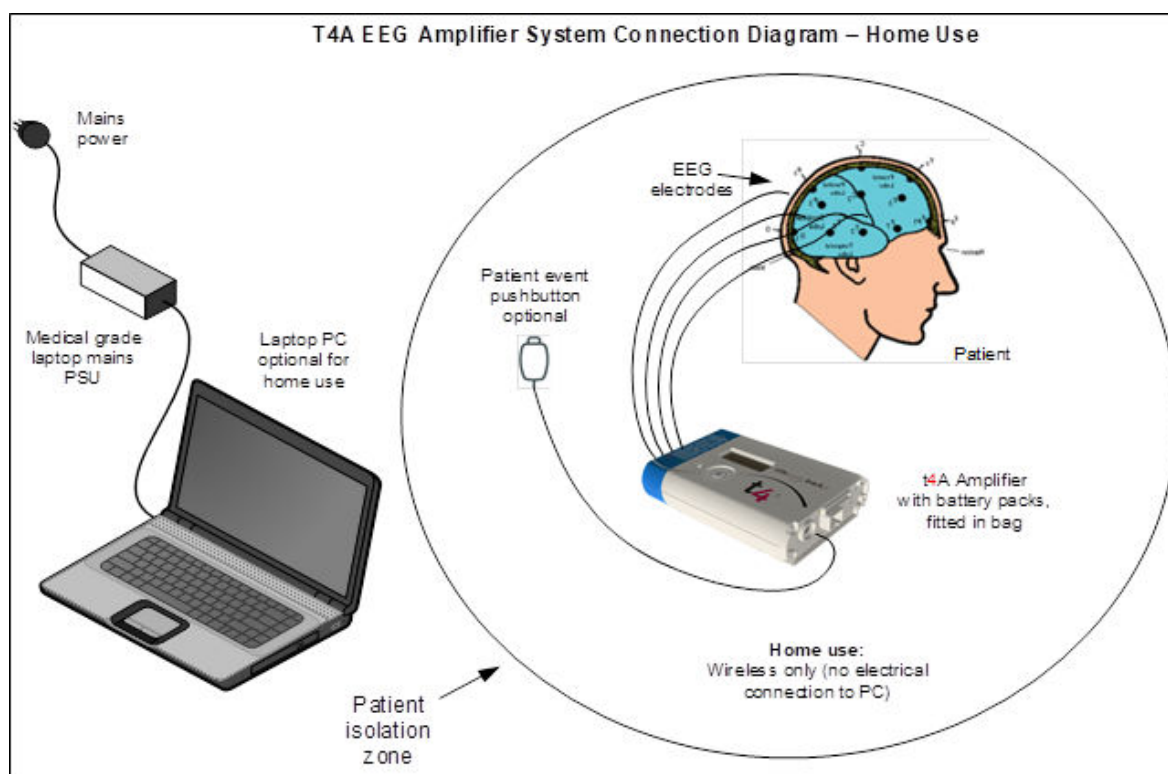 T4A EEG Amplifier System Connection Diagram – Home Use
Mains
power
EEG
electrodes
Patient event
pushbutton
optional
Medical grade
laptop mains
PSU
Laptop PC
optional for
home use
Patient
t4
t4A Amplifier
with battery packs,
fitted in bag
Home use:
Wireless only (no electrical
connection to PC)
Patient
isolation
zone